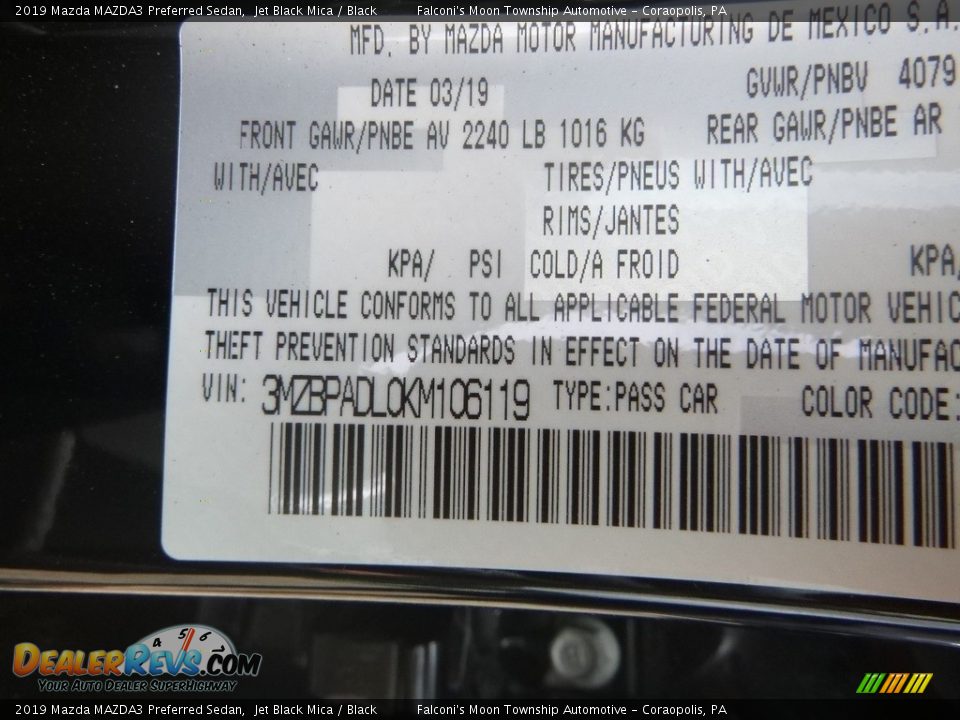 2019 Mazda MAZDA3 Preferred Sedan, Jet Black Mica / Black Falconi's Moon Township Automotive - Coraopolis, PA
MFD. BY MAZDA MOTOR MANUFACTURING DE MEXICO S.A.
DATE 03/19 GVWR/PNBV 4079
FRONT GAWR/PNBE AV 2240 LB 1016 KG REAR GAWR/PNBE AR
WITH/AVEC TIRES/PNEUS WITH/AVEC
RIMS/JANTES
KPA/ PSI COLD/A FROID KPA/
THIS VEHICLE CONFORMS TO ALL APPLICABLE FEDERAL MOTOR VEHIC
THEFT PREVENTION STANDARDS IN EFFECT ON THE DATE OF MANUFAC
VIN: 3MZBPADL0KM106119 TYPE:PASS CAR COLOR CODE:
4 5 6
DEALERREVS.COM
YOUR AUTO DEALER SUPERHIGHWAY
2019 Mazda MAZDA3 Preferred Sedan, Jet Black Mica / Black Falconi's Moon Township Automotive - Coraopolis, PA